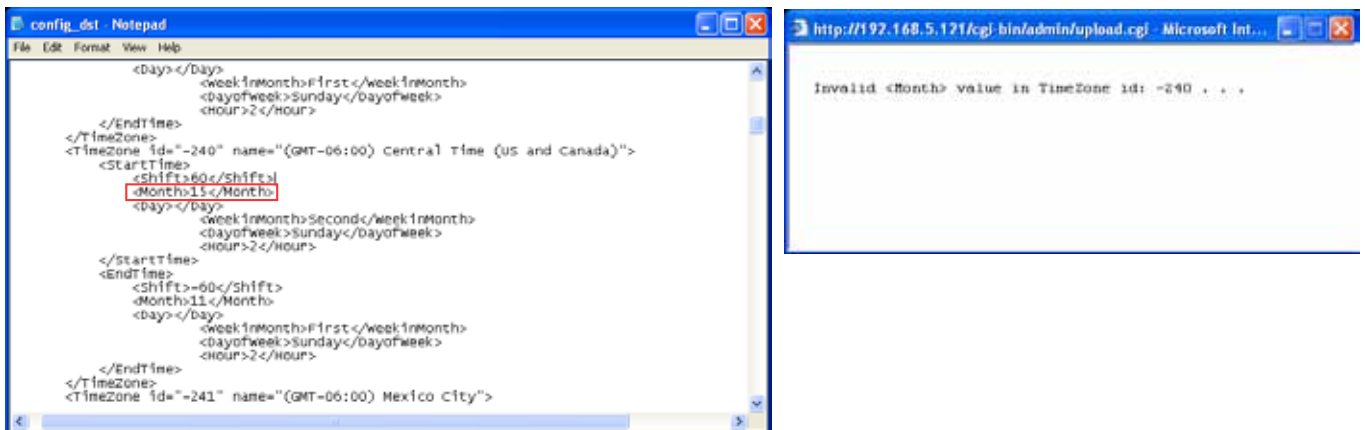 config_dst - Notepad
File Edit Format View Help
<Day></Day>
<WeekInMonth>First</WeekInMonth>
<DayofWeek>Sunday</DayofWeek>
<Hour>2</Hour>
</EndTime>
</TimeZone>
<TimeZone id="-240" name="(GMT-06:00) Central Time (US and Canada)">
<StartTime>
<Shift>60</Shift>
<Month>15</Month>
<Day></Day>
<WeekInMonth>Second</WeekInMonth>
<DayofWeek>Sunday</DayofWeek>
<Hour>2</Hour>
</StartTime>
<EndTime>
<Shift>-60</Shift>
<Month>11</Month>
<Day></Day>
<WeekInMonth>First</WeekInMonth>
<DayofWeek>Sunday</DayofWeek>
<Hour>2</Hour>
</EndTime>
</TimeZone>
<TimeZone id="-241" name="(GMT-06:00) Mexico City">
http://192.168.5.121/cgi-bin/admin/upload.cgi - Microsoft Int...
Invalid <Month> value in TimeZone id: -240 . . .